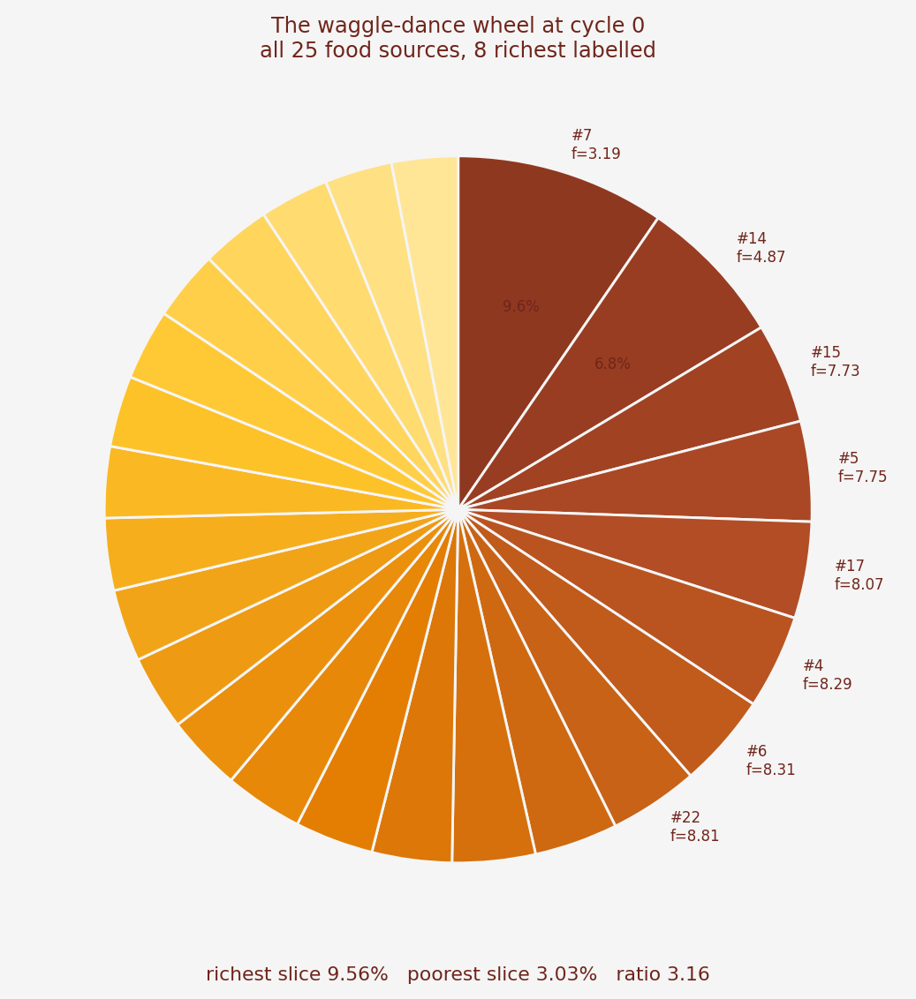 The waggle-dance wheel at cycle 0
all 25 food sources, 8 richest labelled
#7
f=3.19
#14
f=4.87
9.6%
#15
f=7.73
6.8%
#5
f=7.75
#17
f=8.07
#4
f=8.29
#6
f=8.31
#22
f=8.81
richest slice 9.56%   poorest slice 3.03%   ratio 3.16